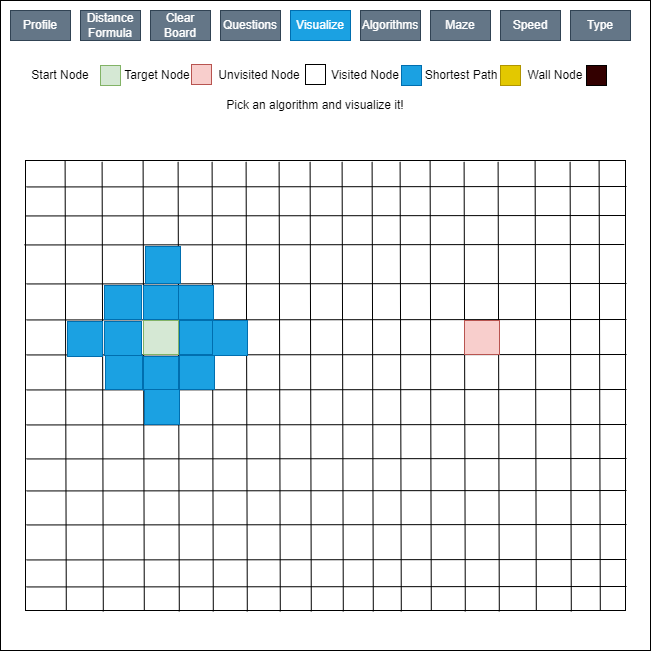 Profile
Distance
Formula
Clear
Board
Questions
Visualize
Algorithms
Maze
Speed
Type
Start Node
Target Node
Unvisited Node
Visited Node
Shortest Path
Wall Node
Pick an algorithm and visualize it!